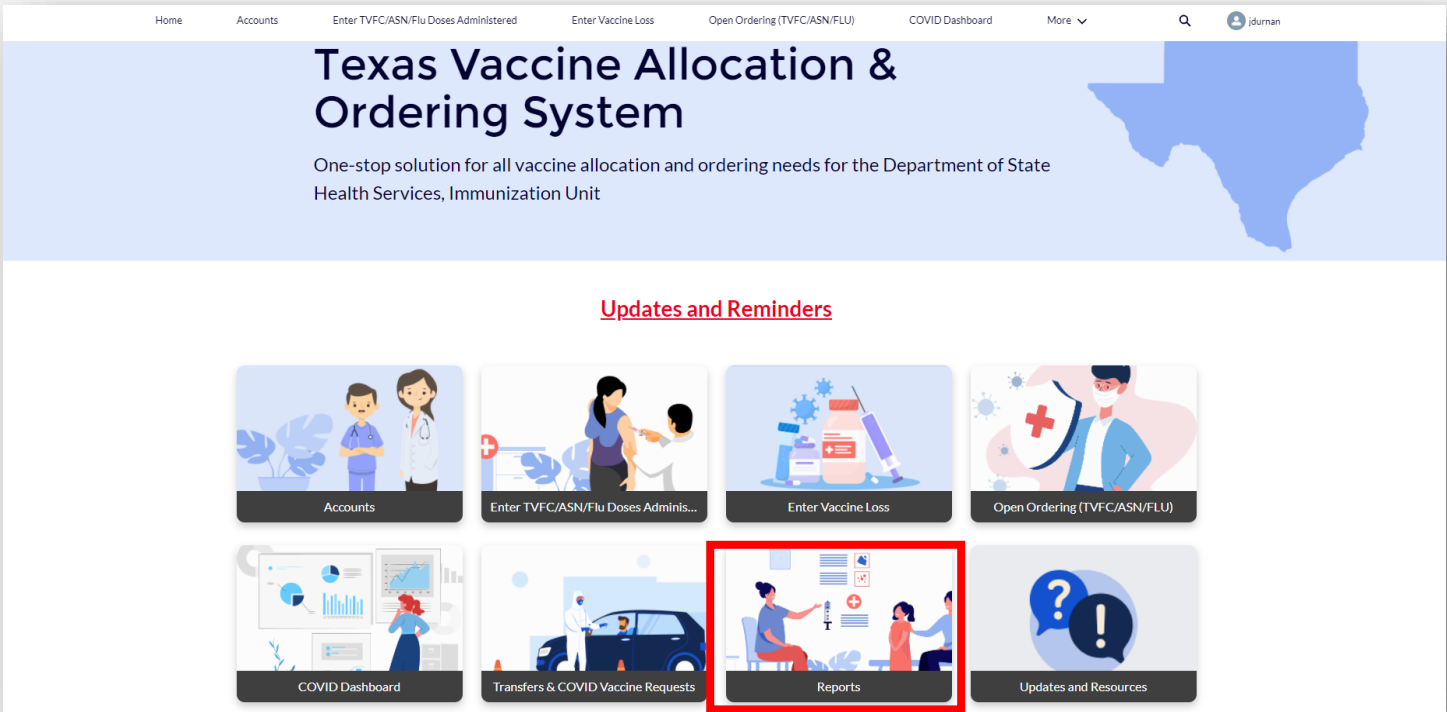 Home Accounts Enter TVFC/ASN/Flu Doses Administered Enter Vaccine Loss Open Ordering (TVFC/ASN/FLU) COVID Dashboard More jdurnan
Texas Vaccine Allocation &
Ordering System
One-stop solution for all vaccine allocation and ordering needs for the Department of State
Health Services, Immunization Unit
Updates and Reminders
Accounts Enter TVFC/ASN/Flu Doses Adminis... Enter Vaccine Loss Open Ordering (TVFC/ASN/FLU)
COVID Dashboard Transfers & COVID Vaccine Requests Reports Updates and Resources